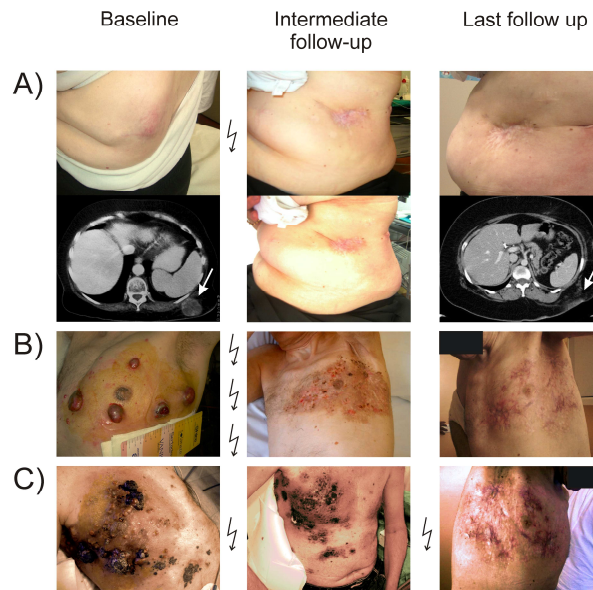 Baseline
Intermediate
follow-up
Last follow up
A)
B)
C)